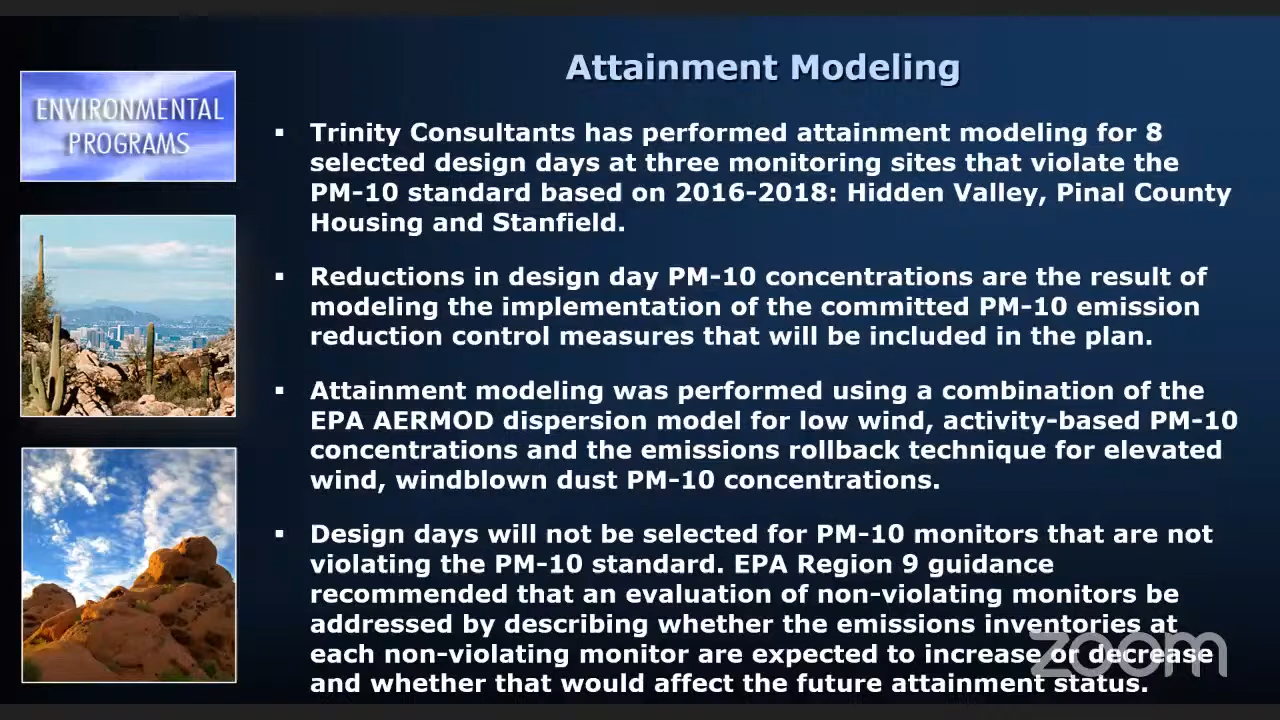 Attainment Modeling
ENVIRONMENTAL
PROGRAMS
▪ Trinity Consultants has performed attainment modeling for 8
selected design days at three monitoring sites that violate the
PM-10 standard based on 2016-2018: Hidden Valley, Pinal County
Housing and Stanfield.
▪ Reductions in design day PM-10 concentrations are the result of
modeling the implementation of the committed PM-10 emission
reduction control measures that will be included in the plan.
▪ Attainment modeling was performed using a combination of the
EPA AERMOD dispersion model for low wind, activity-based PM-10
concentrations and the emissions rollback technique for elevated
wind, windblown dust PM-10 concentrations.
▪ Design days will not be selected for PM-10 monitors that are not
violating the PM-10 standard. EPA Region 9 guidance
recommended that an evaluation of non-violating monitors be
addressed by describing whether the emissions inventories at
each non-violating monitor are expected to increase or decrease
and whether that would affect the future attainment status.
zoom